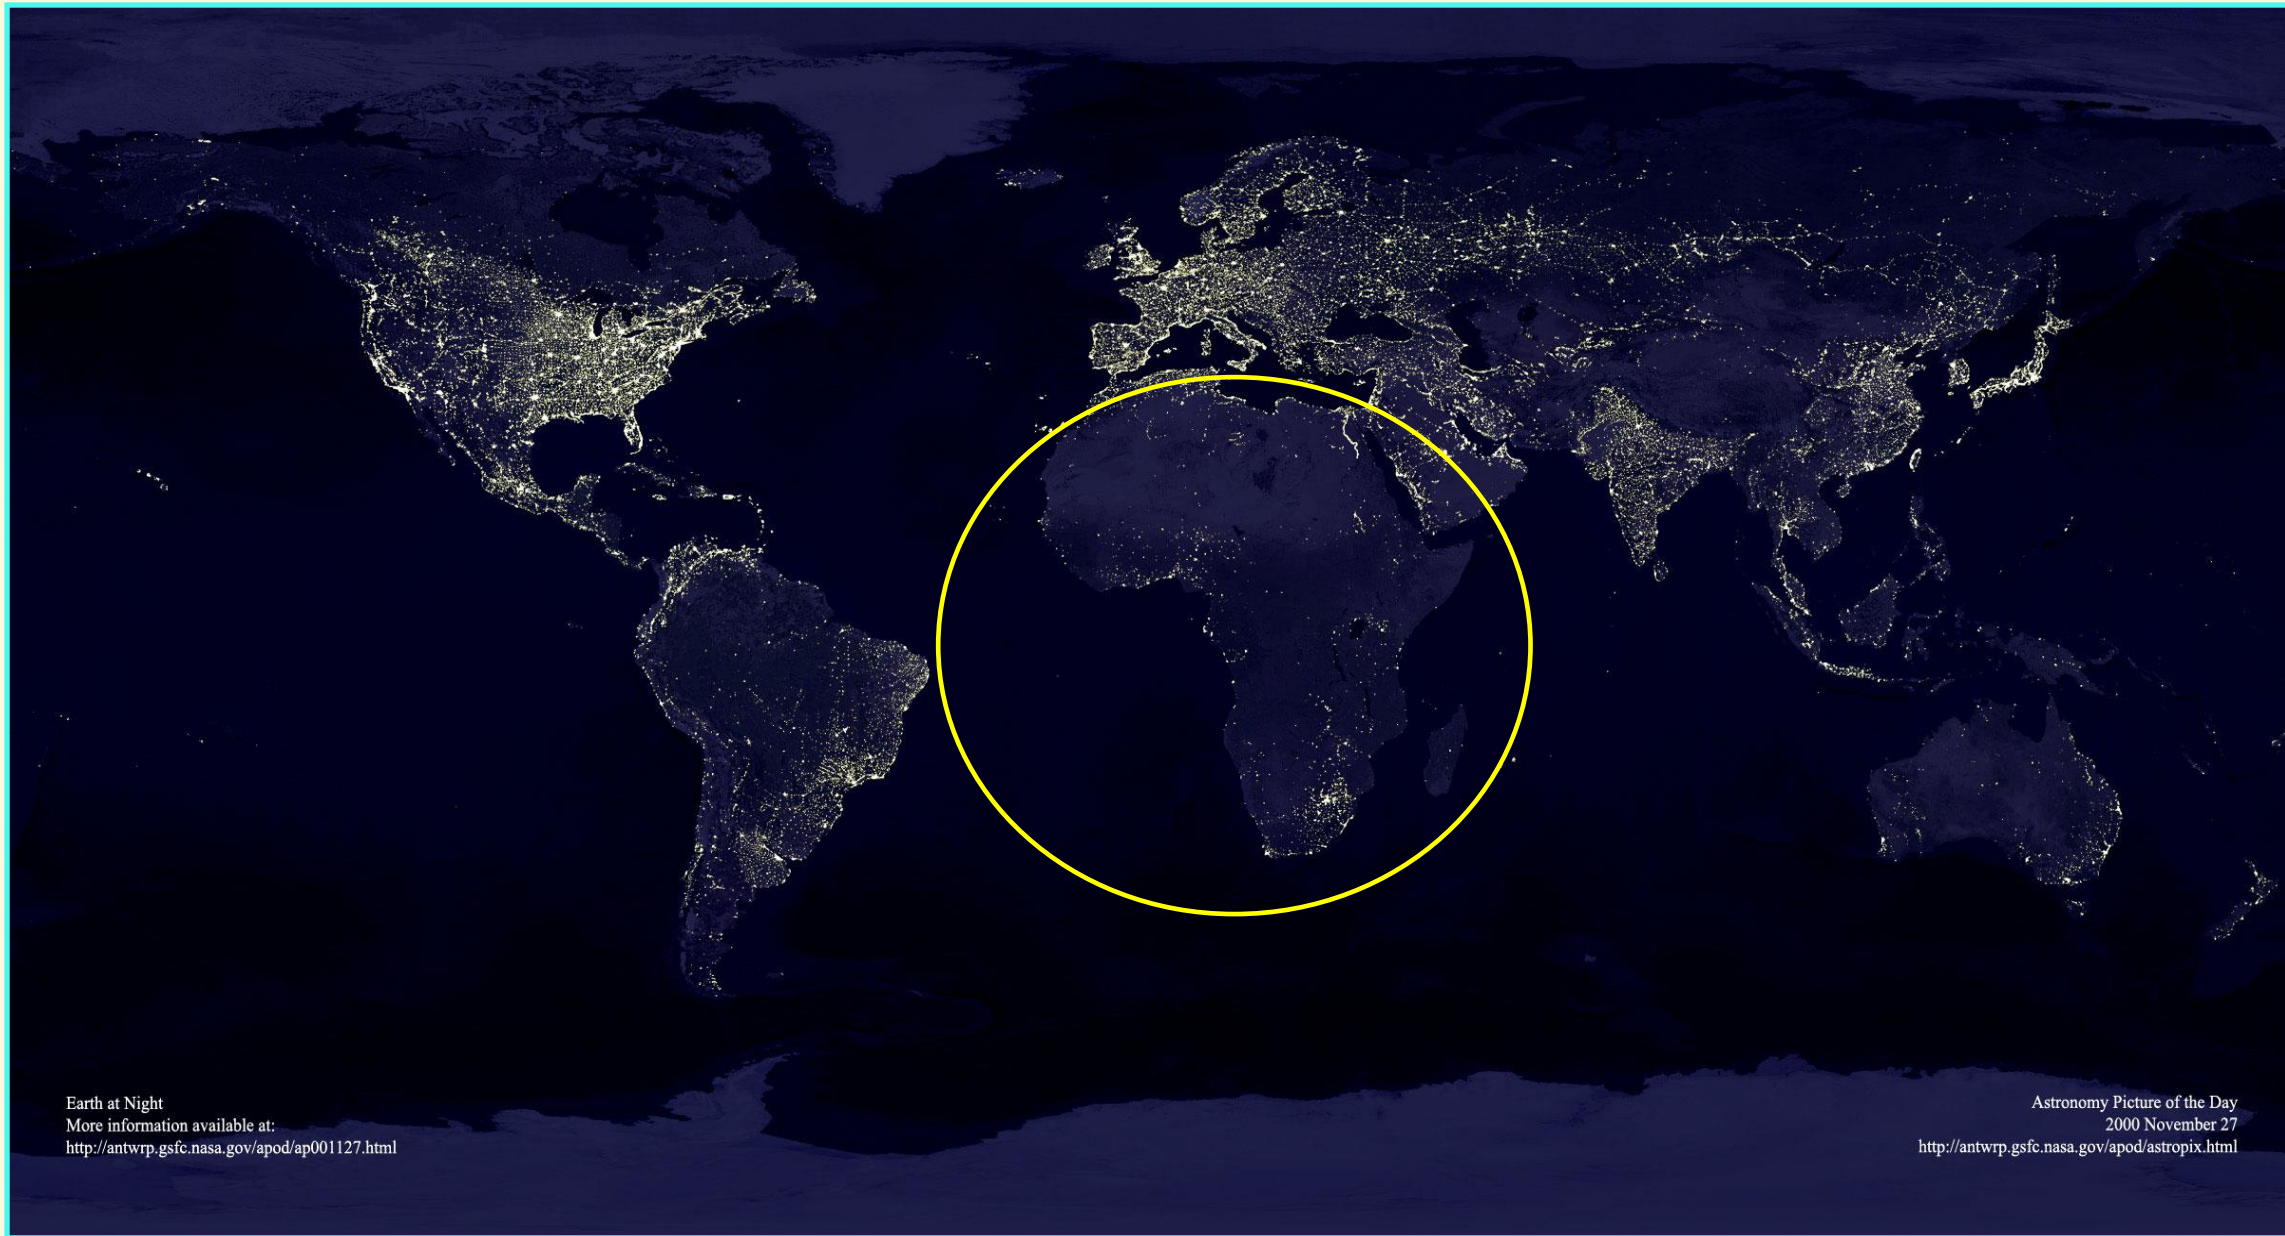 Earth at Night
More information available at:
http://antwrp.gsfc.nasa.gov/apod/ap001127.html
Astronomy Picture of the Day
2000 November 27
http://antwrp.gsfc.nasa.gov/apod/astropix.html